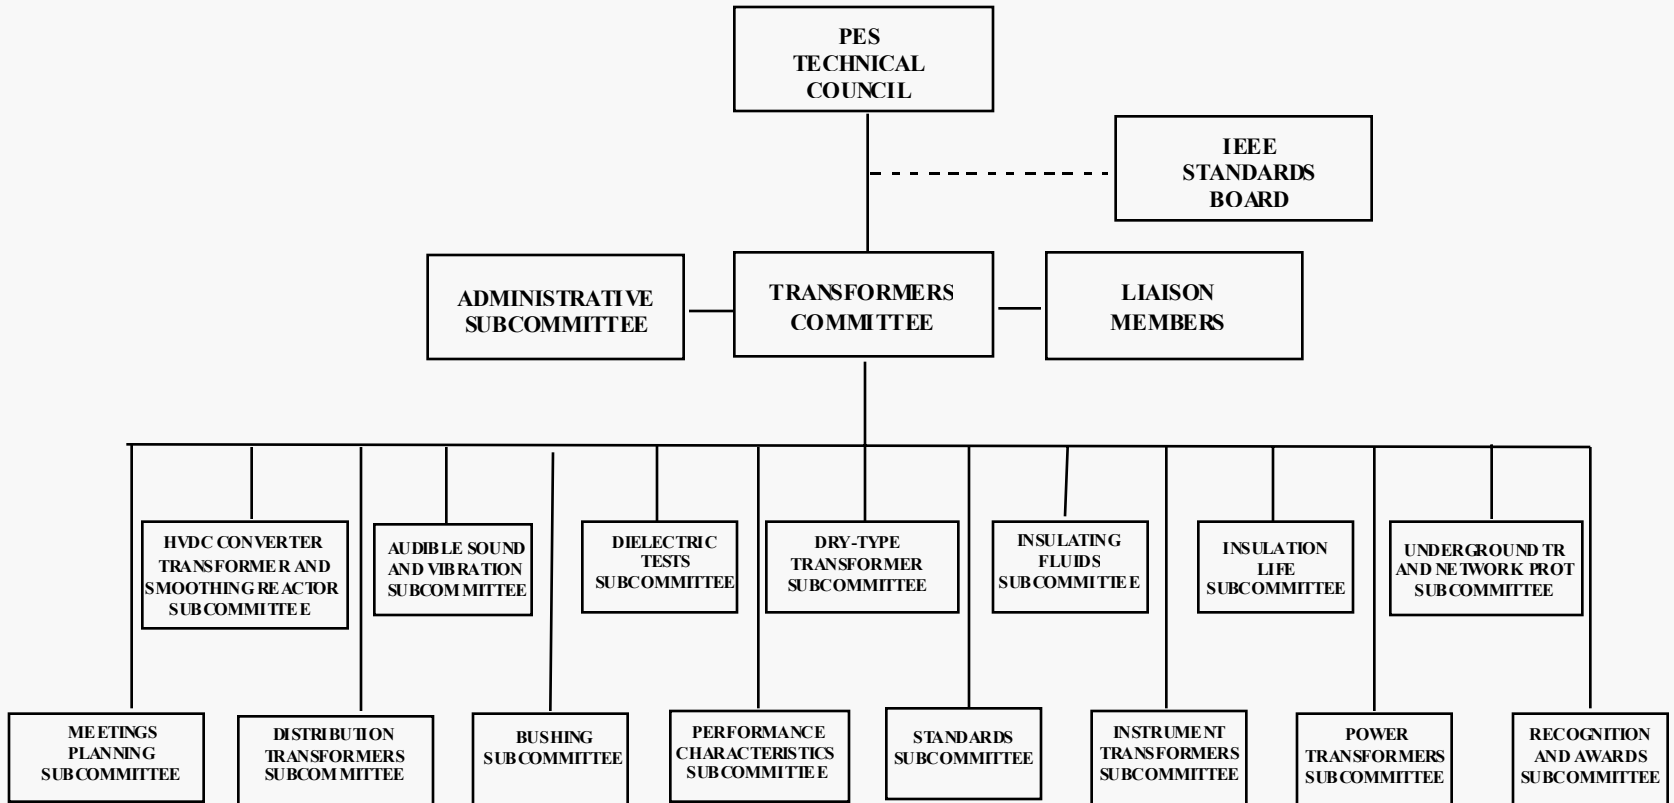 PES
TECHNICAL
COUNCIL
IEEE
STANDARDS
BOARD
ADMINISTRATIVE
SUBCOMMITTEE
TRANSFORMERS
COMMITTEE
LIAISON
MEMBERS
HVDC CONVERTER
TRANSFORMER AND
SMOOTHING REACTOR
SUBCOMMITTEE
AUDIBLE SOUND
AND VIBRATION
SUBCOMMITTEE
DIELECTRIC
TESTS
SUBCOMMITTEE
DRY-TYPE
TRANSFORMER
SUBCOMMITTEE
INSULATING
FLUIDS
SUBCOMMITTEE
INSULATION
LIFE
SUBCOMMITTEE
UNDERGROUND TR
AND NETWORK PROT
SUBCOMMITTEE
MEETINGS
PLANNING
SUBCOMMITTEE
DISTRIBUTION
TRANSFORMERS
SUBCOMMITTEE
BUSHING
SUBCOMMITTEE
PERFORMANCE
CHARACTERISTICS
SUBCOMMITIEE
STANDARDS
SUBCOMMITTEE
INSTRUMENT
TRANSFORMERS
SUBCOMMITTEE
POWER
TRANSFORMERS
SUBCOMMITTEE
RECOGNITION
AND AWARDS
SUBCOMMITTEE